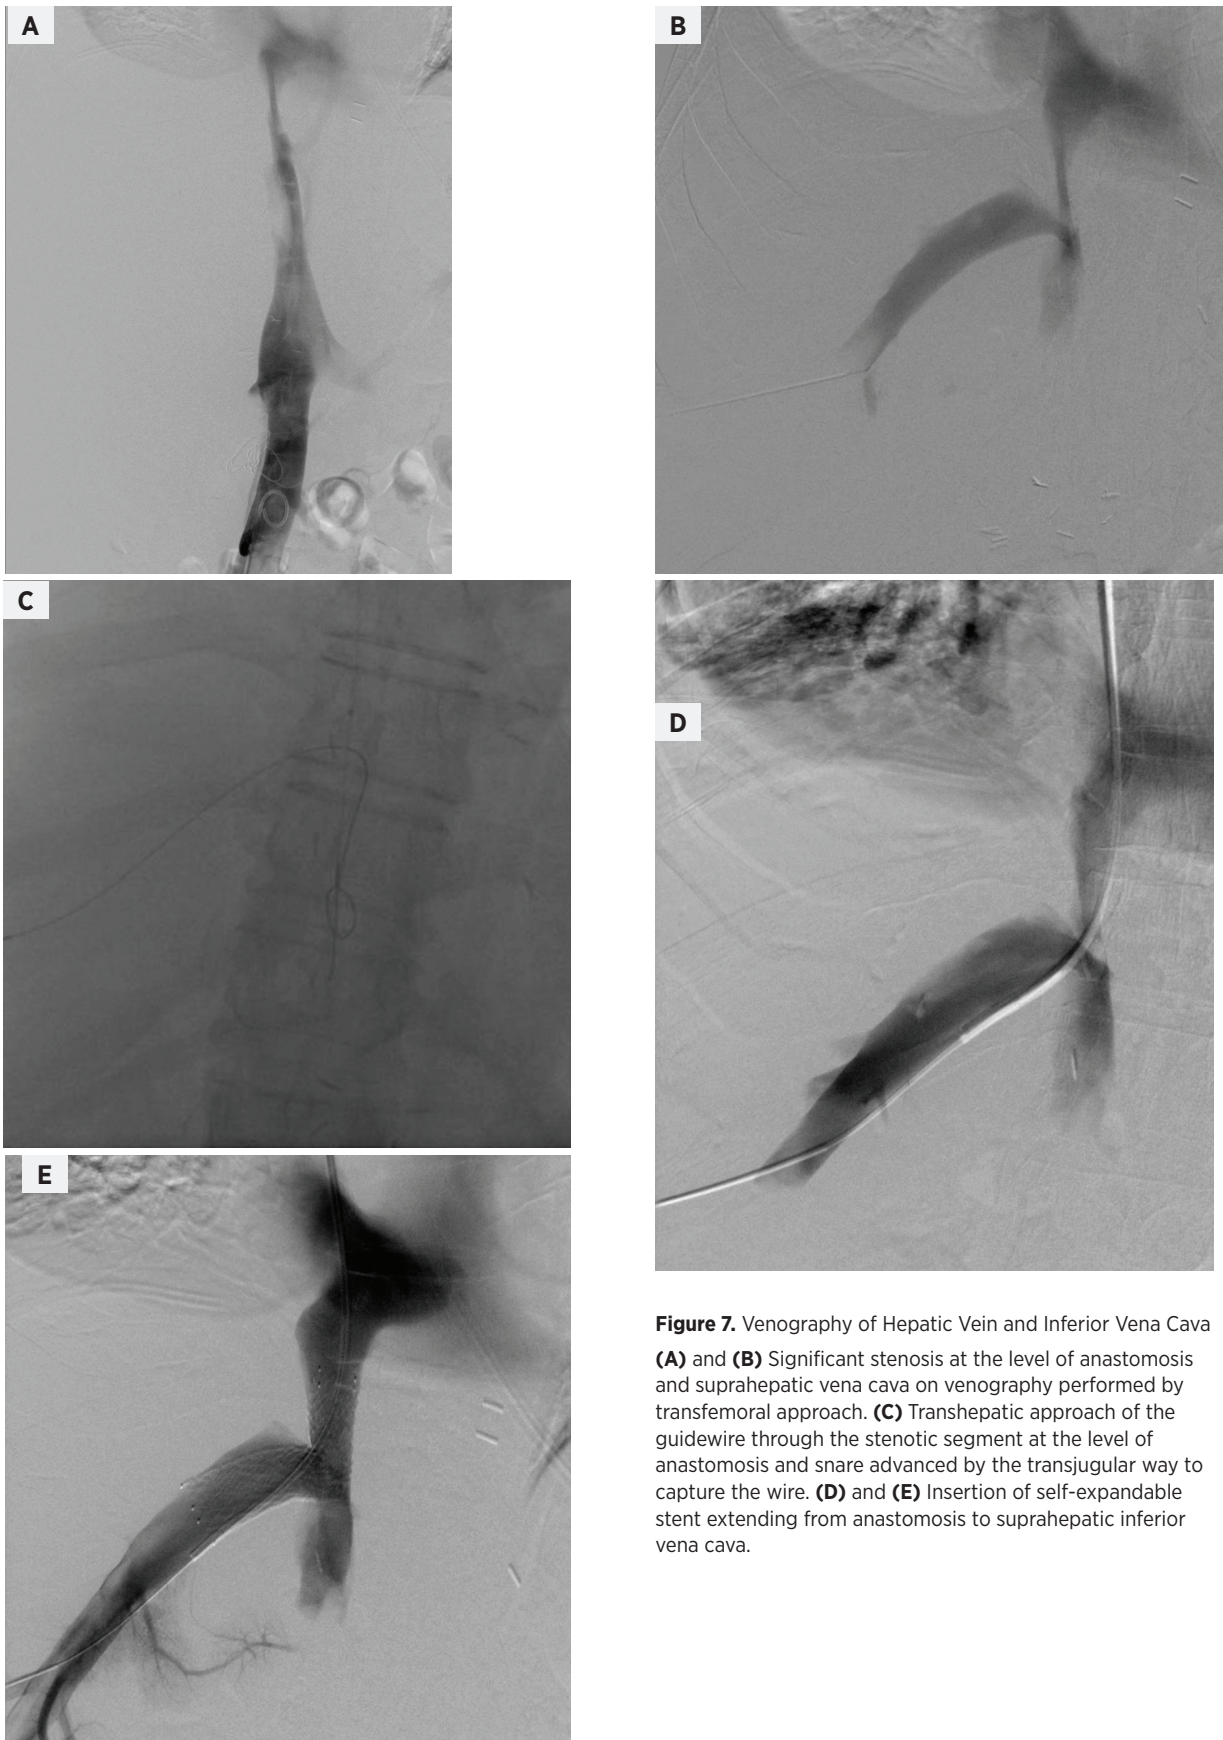 A
B
C
D
E
Figure 7. Venography of Hepatic Vein and Inferior Vena Cava
(A) and (B) Significant stenosis at the level of anastomosis
and suprahepatic vena cava on venography performed by
transfemoral approach. (C) Transhepatic approach of the
guidewire through the stenotic segment at the level of
anastomosis and snare advanced by the transjugular way to
capture the wire. (D) and (E) Insertion of self-expandable
stent extending from anastomosis to suprahepatic inferior
vena cava.